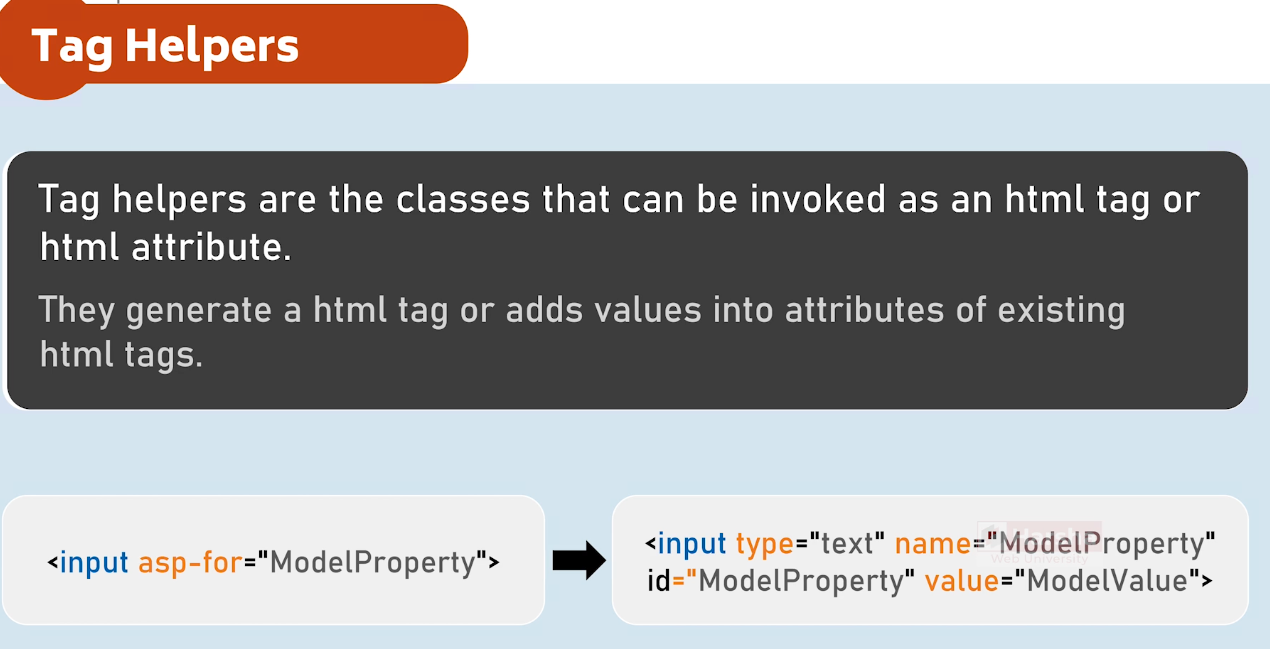 Tag Helpers
Tag helpers are the classes that can be invoked as an html tag or
html attribute.
They generate a html tag or adds values into attributes of existing
html tags.
<input asp-for="ModelProperty">
<input type="text" name="ModelProperty"
id="ModelProperty" value="ModelValue">
Web University